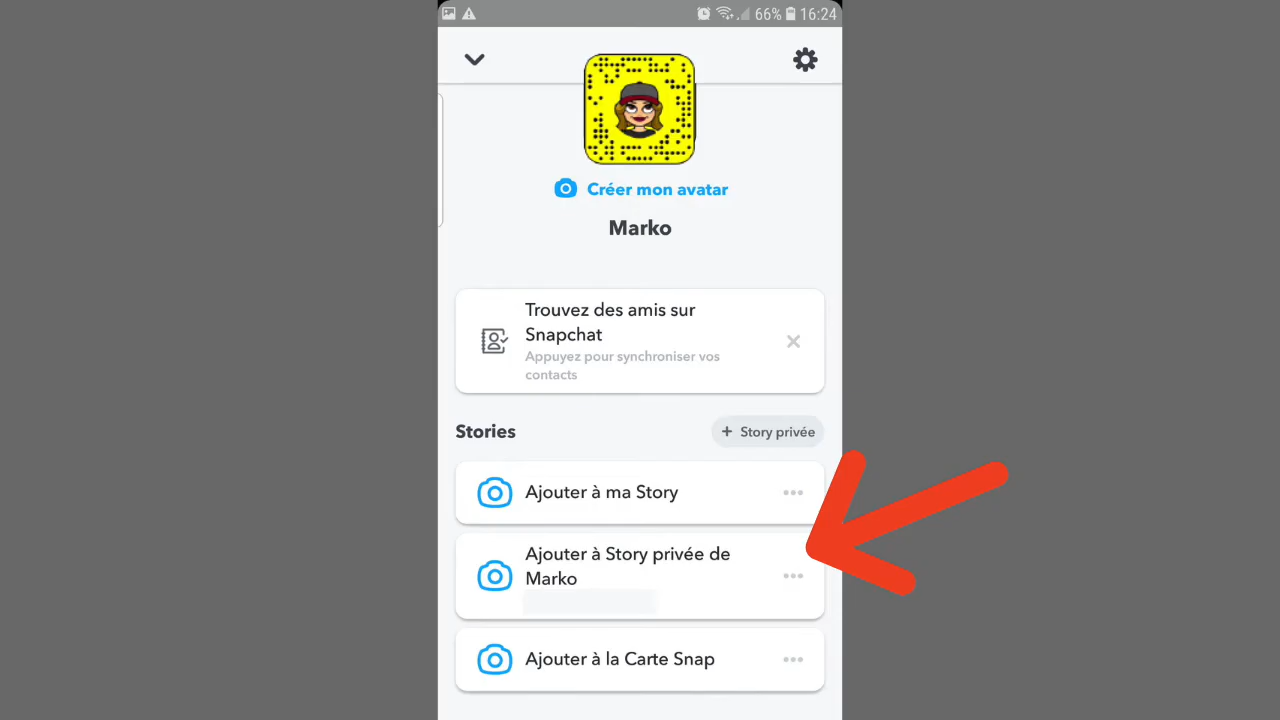 66% 16:24
Créer mon avatar
Marko
Trouvez des amis sur
Snapchat
Appuyez pour synchroniser vos
contacts
Stories
+ Story privée
Ajouter à ma Story
Ajouter à Story privée de
Marko
Ajouter à la Carte Snap